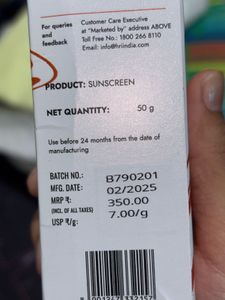 For queries
and
feedback
Customer Care Executive
at "Marketed by" address ABOVE
Toll Free No.: 1800 266 8110
Email: info@hriindia.com
PRODUCT: SUNSCREEN
NET QUANTITY: 50 g
Use before 24 months from the date of
manufacturing
BATCH NO.: B790201
MFG. DATE: 02/2025
MRP ₹: 350.00
(INCL. OF ALL TAXES)
USP ₹/g: 7.00/g